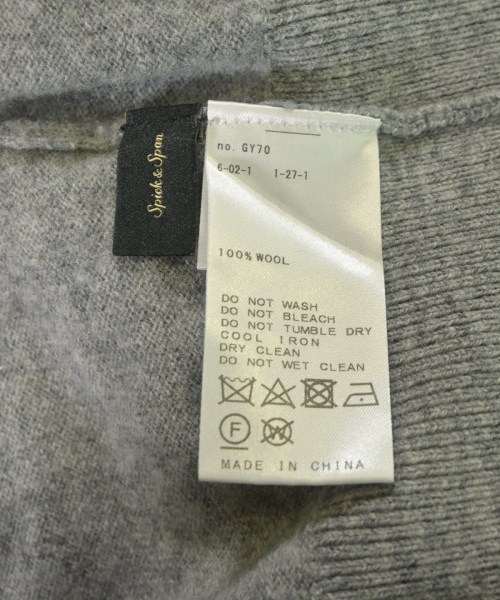 Spick & Span
no. GY70
6-02-1 1-27-1
100% WOOL
DO NOT WASH
DO NOT BLEACH
DO NOT TUMBLE DRY
COOL IRON
DRY CLEAN
DO NOT WET CLEAN
F W
MADE IN CHINA